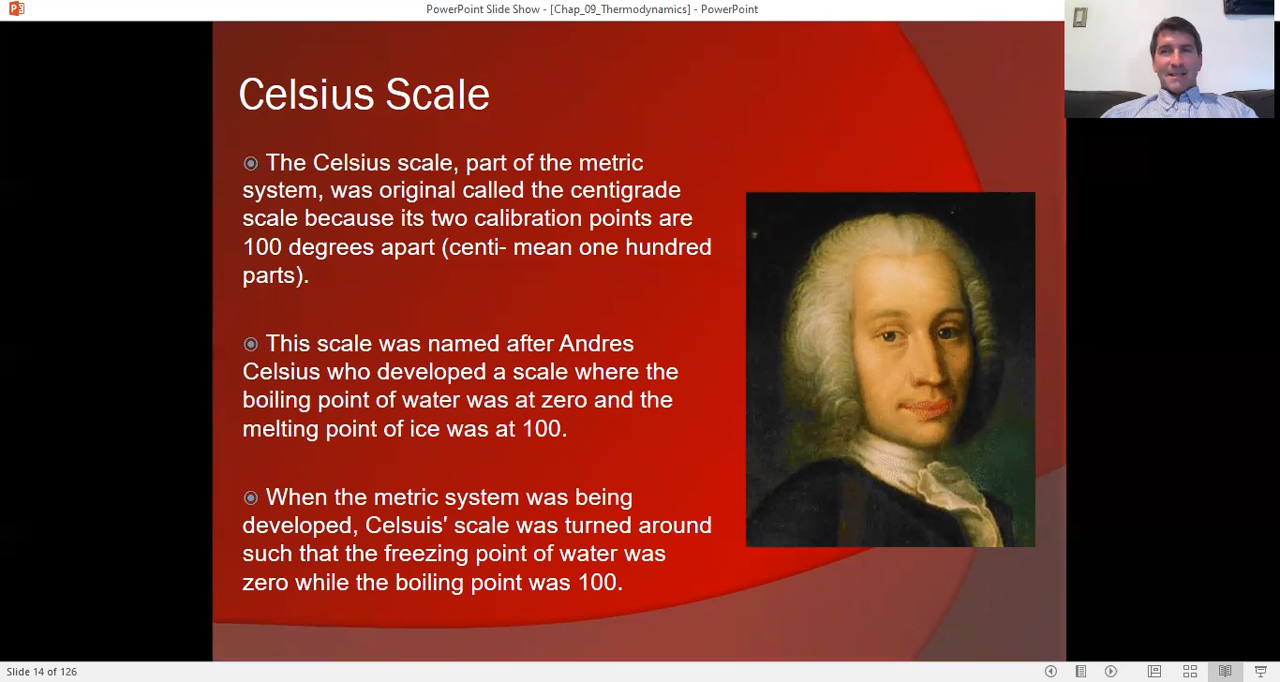 PowerPoint Slide Show - [Chap_09_Thermodynamics] - PowerPoint
Celsius Scale
The Celsius scale, part of the metric
system, was original called the centigrade
scale because its two calibration points are
100 degrees apart (centi- mean one hundred
parts).
This scale was named after Andres
Celsius who developed a scale where the
boiling point of water was at zero and the
melting point of ice was at 100.
When the metric system was being
developed, Celsuis' scale was turned around
such that the freezing point of water was
zero while the boiling point was 100.
Slide 14 of 126